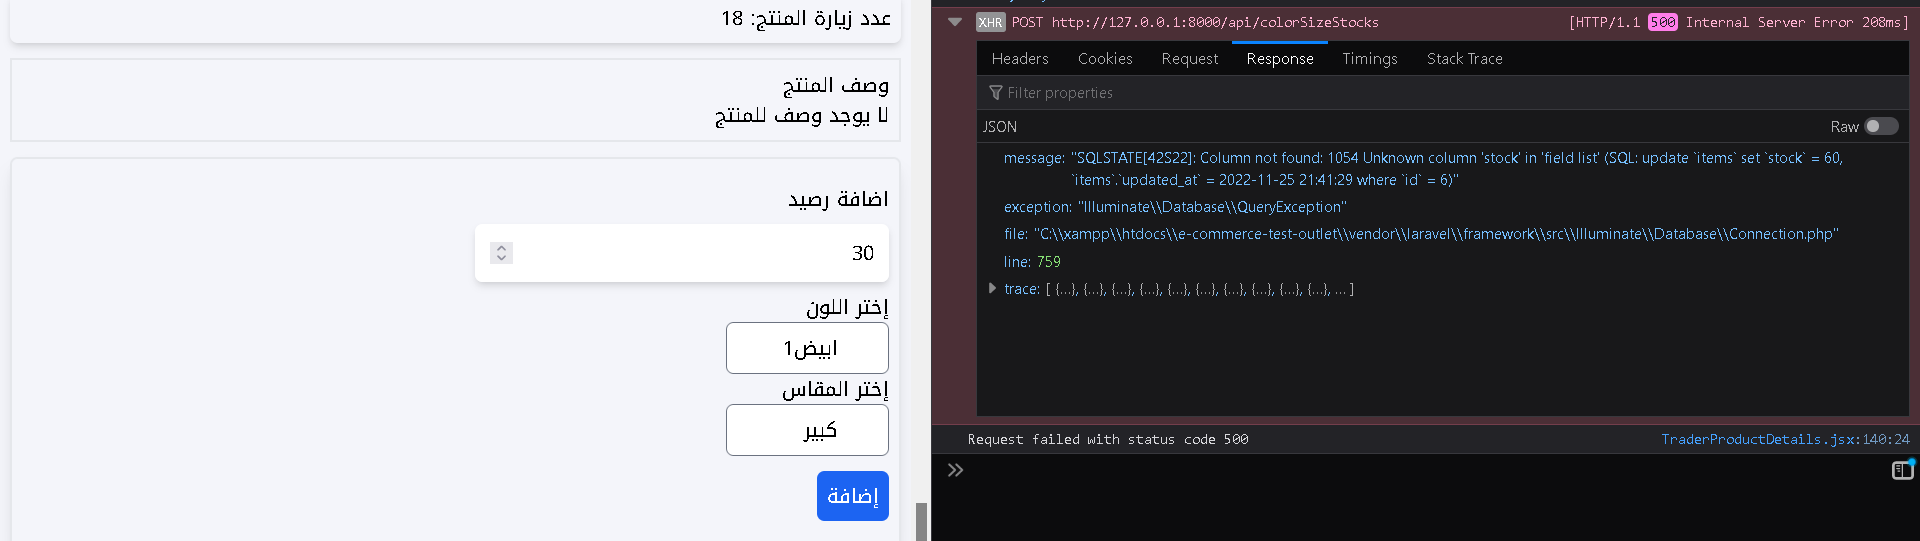 عدد زيارة المنتج: 18
وصف المنتج
لا يوجد وصف للمنتج
اضافة رصيد
30
إختر اللون
ابيض1
إختر المقاس
كبير
إضافة
XHR POST http://127.0.0.1:8000/api/colorSizeStocks [HTTP/1.1 500 Internal Server Error 208ms]
Headers Cookies Request Response Timings Stack Trace
Filter properties
JSON Raw
message: "SQLSTATE[42S22]: Column not found: 1054 Unknown column 'stock' in 'field list' (SQL: update `items` set `stock` = 60,
`items`.`updated_at` = 2022-11-25 21:41:29 where `id` = 6)"
exception: "Illuminate\\Database\\QueryException"
file: "C:\\xampp\\htdocs\\e-commerce-test-outlet\\vendor\\laravel\\framework\\src\\Illuminate\\Database\\Connection.php"
line: 759
trace: [ {…}, {…}, {…}, {…}, {…}, {…}, {…}, {…}, {…}, {…}, … ]
Request failed with status code 500 TraderProductDetails.jsx:140:24